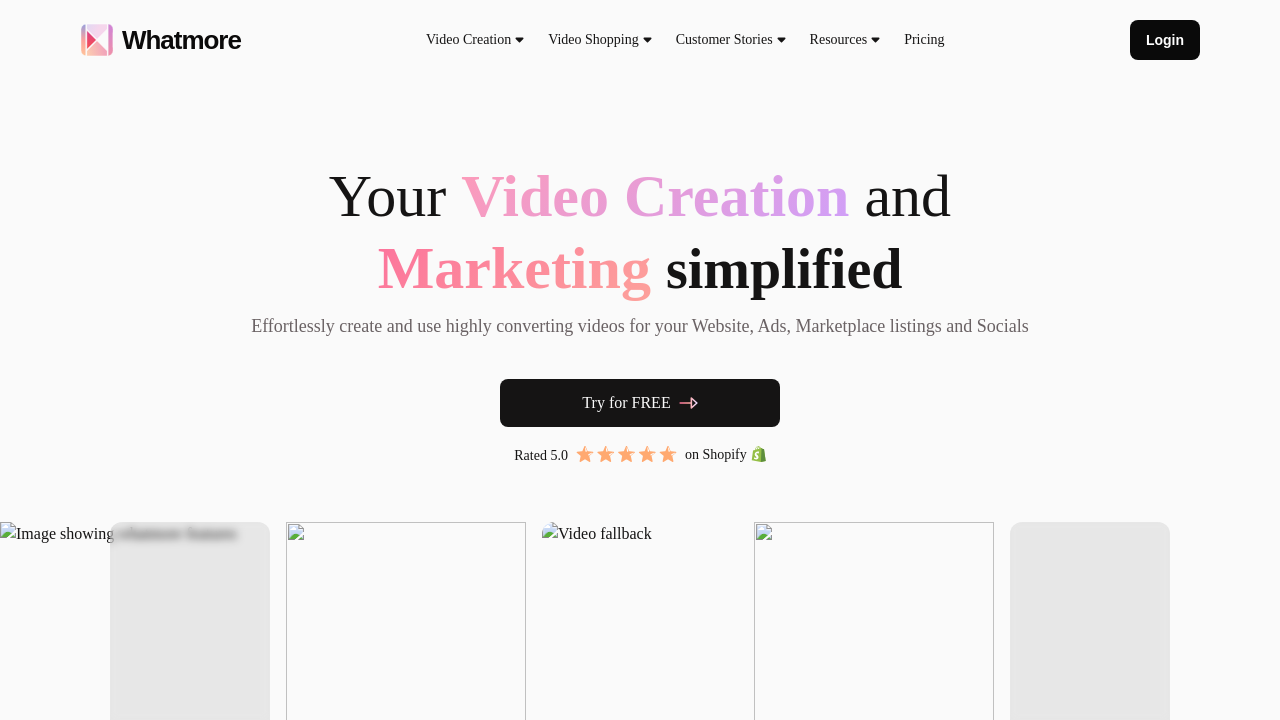 Whatmore
Video Creation
Video Shopping
Customer Stories
Resources
Pricing
Login
Your Video Creation and
Marketing simplified
Effortlessly create and use highly converting videos for your Website, Ads, Marketplace listings and Socials
Try for FREE
Rated 5.0
on Shopify
Image showing
Video fallback